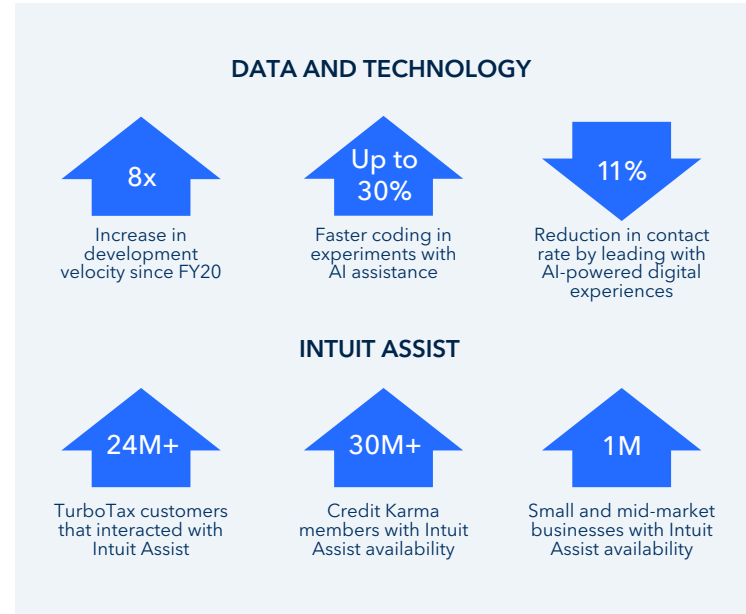 DATA AND TECHNOLOGY
8x
Increase in
development
velocity since FY20
Up to
30%
Faster coding in
experiments with
AI assistance
11%
Reduction in contact
rate by leading with
AI-powered digital
experiences
INTUIT ASSIST
24M+
TurboTax customers
that interacted with
Intuit Assist
30M+
Credit Karma
members with Intuit
Assist availability
1M
Small and mid-market
businesses with Intuit
Assist availability